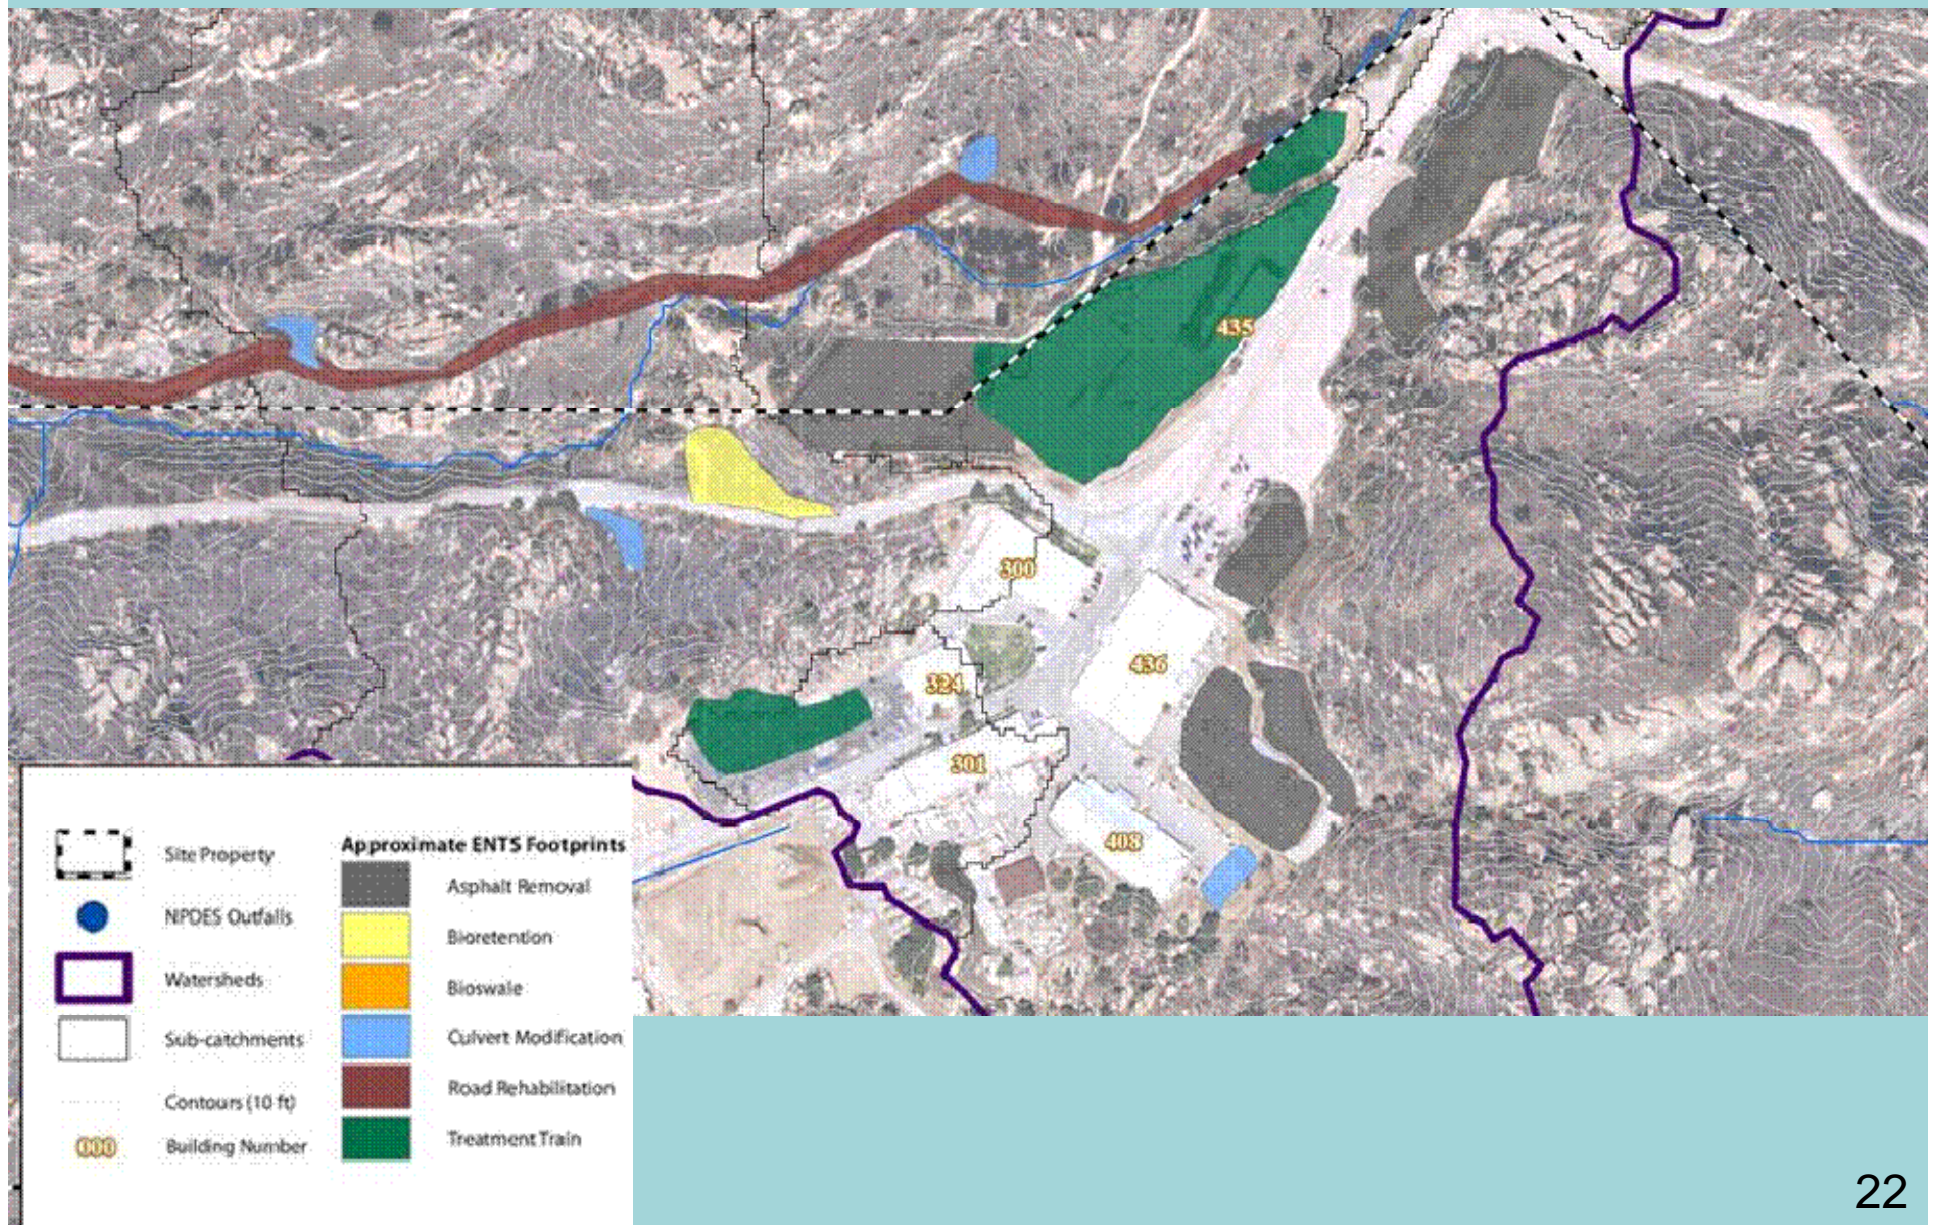 435
300
436
324
301
408
Site Property
NPDES Outfalls
Watersheds
Sub-catchments
Contours (10 ft)
000
Building Number
Approximate ENTS Footprints
Asphalt Removal
Bioretention
Bioswale
Culvert Modification
Road Rehabilitation
Treatment Train
22